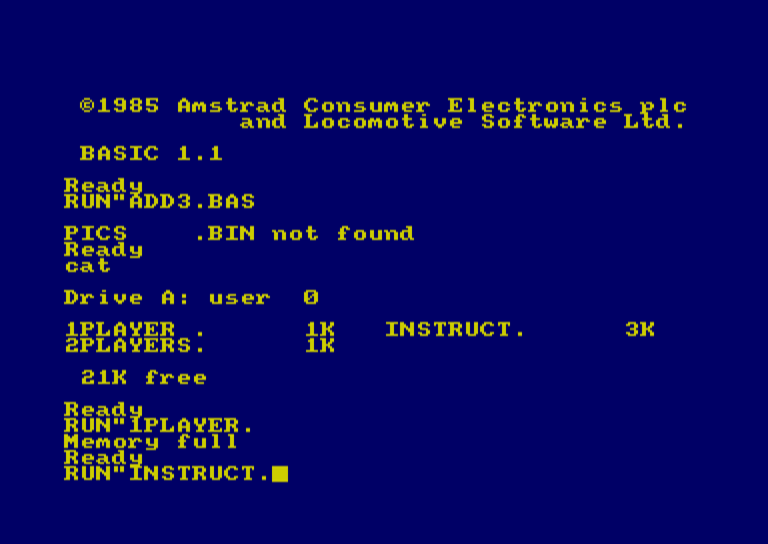 ©1985 Amstrad Consumer Electronics plc
and Locomotive Software Ltd.
BASIC 1.1
Ready
RUN"ADD3.BAS
PICS    .BIN not found
Ready
cat
Drive A: user  0
1PLAYER .      1K   INSTRUCT.      3K
2PLAYERS.      1K
21K free
Ready
RUN"1PLAYER.
Memory full
Ready
RUN"INSTRUCT.